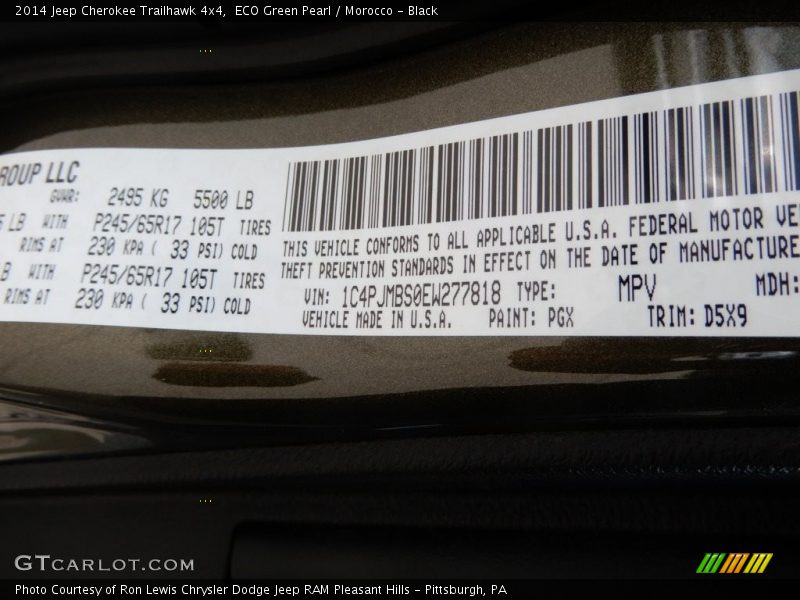 2014 Jeep Cherokee Trailhawk 4x4,  ECO Green Pearl / Morocco – Black
ROUP LLC
GVWR: 2495 KG 5500 LB
LB WITH P245/65R17 105T TIRES
RIMS AT 230 KPA ( 33 PSI) COLD
LB WITH P245/65R17 105T TIRES
RIMS AT 230 KPA ( 33 PSI) COLD
THIS VEHICLE CONFORMS TO ALL APPLICABLE U.S.A. FEDERAL MOTOR VE
THEFT PREVENTION STANDARDS IN EFFECT ON THE DATE OF MANUFACTURE
VIN: 1C4PJMBS0EW277818 TYPE: MPV MDH:
VEHICLE MADE IN U.S.A. PAINT: PGX TRIM: D5X9
GTCARLOT.COM
Photo Courtesy of Ron Lewis Chrysler Dodge Jeep RAM Pleasant Hills – Pittsburgh, PA